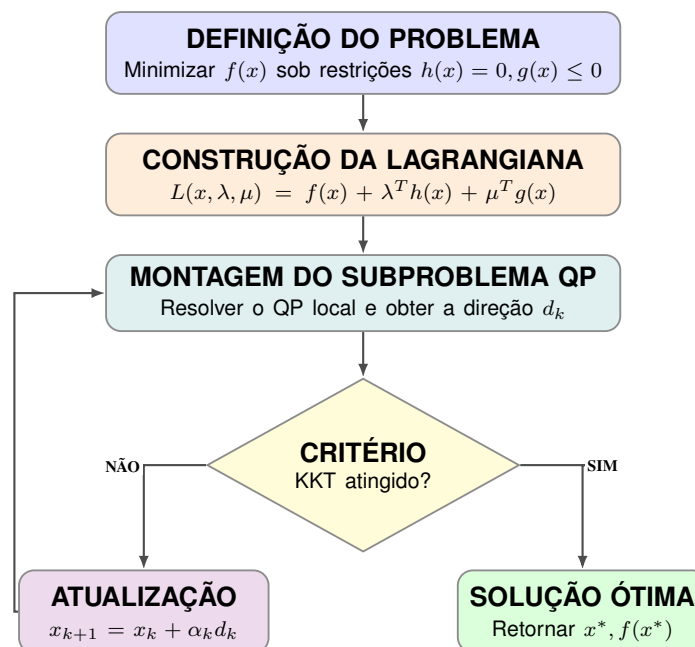 DEFINIÇÃO DO PROBLEMA
Minimizar f(x) sob restrições h(x) = 0, g(x) ≤ 0
CONSTRUÇÃO DA LAGRANGIANA
L(x, λ, μ) = f(x) + λ^T h(x) + μ^T g(x)
MONTAGEM DO SUBPROBLEMA QP
Resolver o QP local e obter a direção d_k
CRITÉRIO
KKT atingido?
NÃO
SIM
ATUALIZAÇÃO
x_{k+1} = x_k + α_k d_k
SOLUÇÃO ÓTIMA
Retornar x*, f(x*)